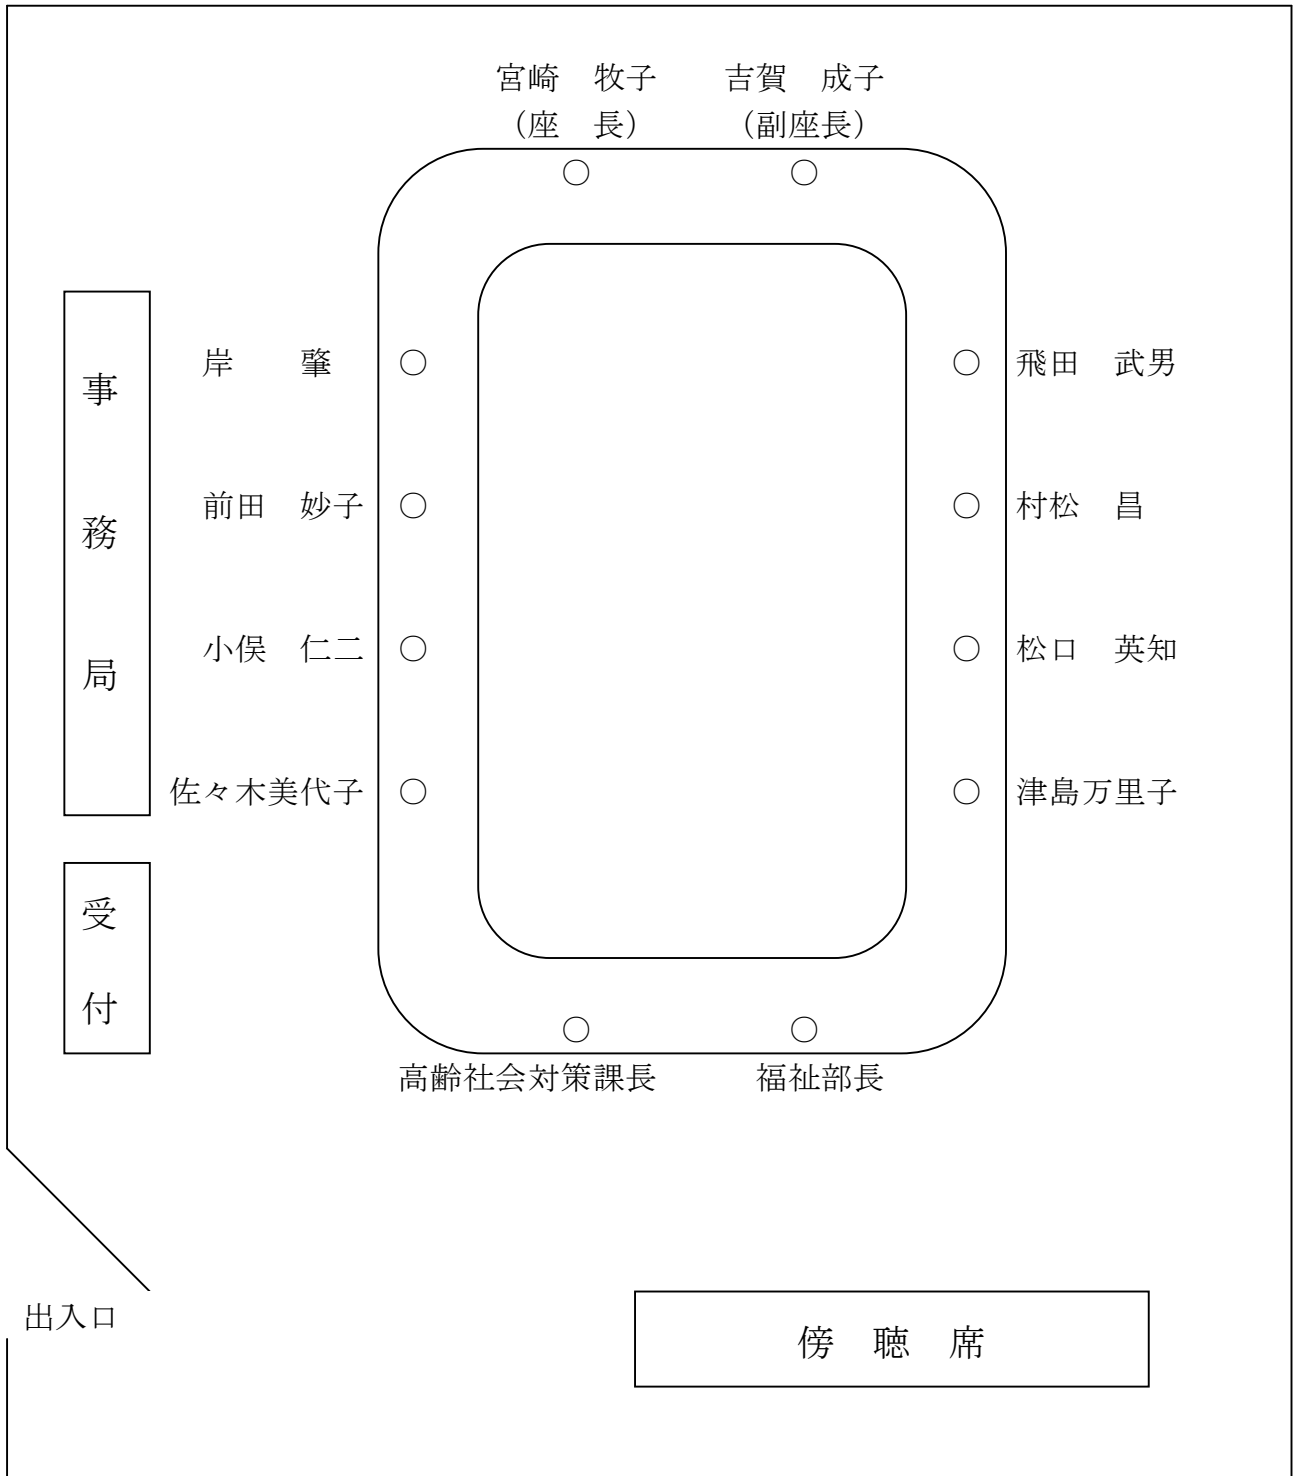 宮崎　牧子　　吉賀　成子
（座　長）　　（副座長）
岸　　肇
飛田　武男
前田　妙子
村松　昌
小俣　仁二
松口　英知
佐々木美代子
津島万里子
事務局
受付
高齢社会対策課長　　福祉部長
出入口
傍　聴　席